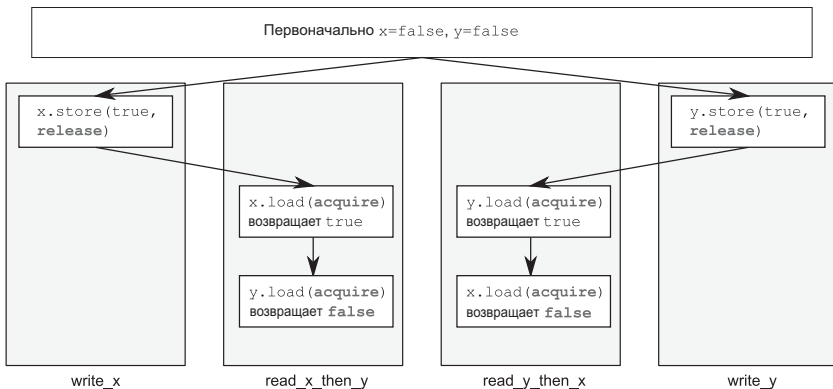 Первоначально x=false, y=false
x.store(true,
release)
y.store(true,
release)
x.load(acquire)
возвращает true
y.load(acquire)
возвращает true
y.load(acquire)
возвращает false
x.load(acquire)
возвращает false
write_x
read_x_then_y
read_y_then_x
write_y